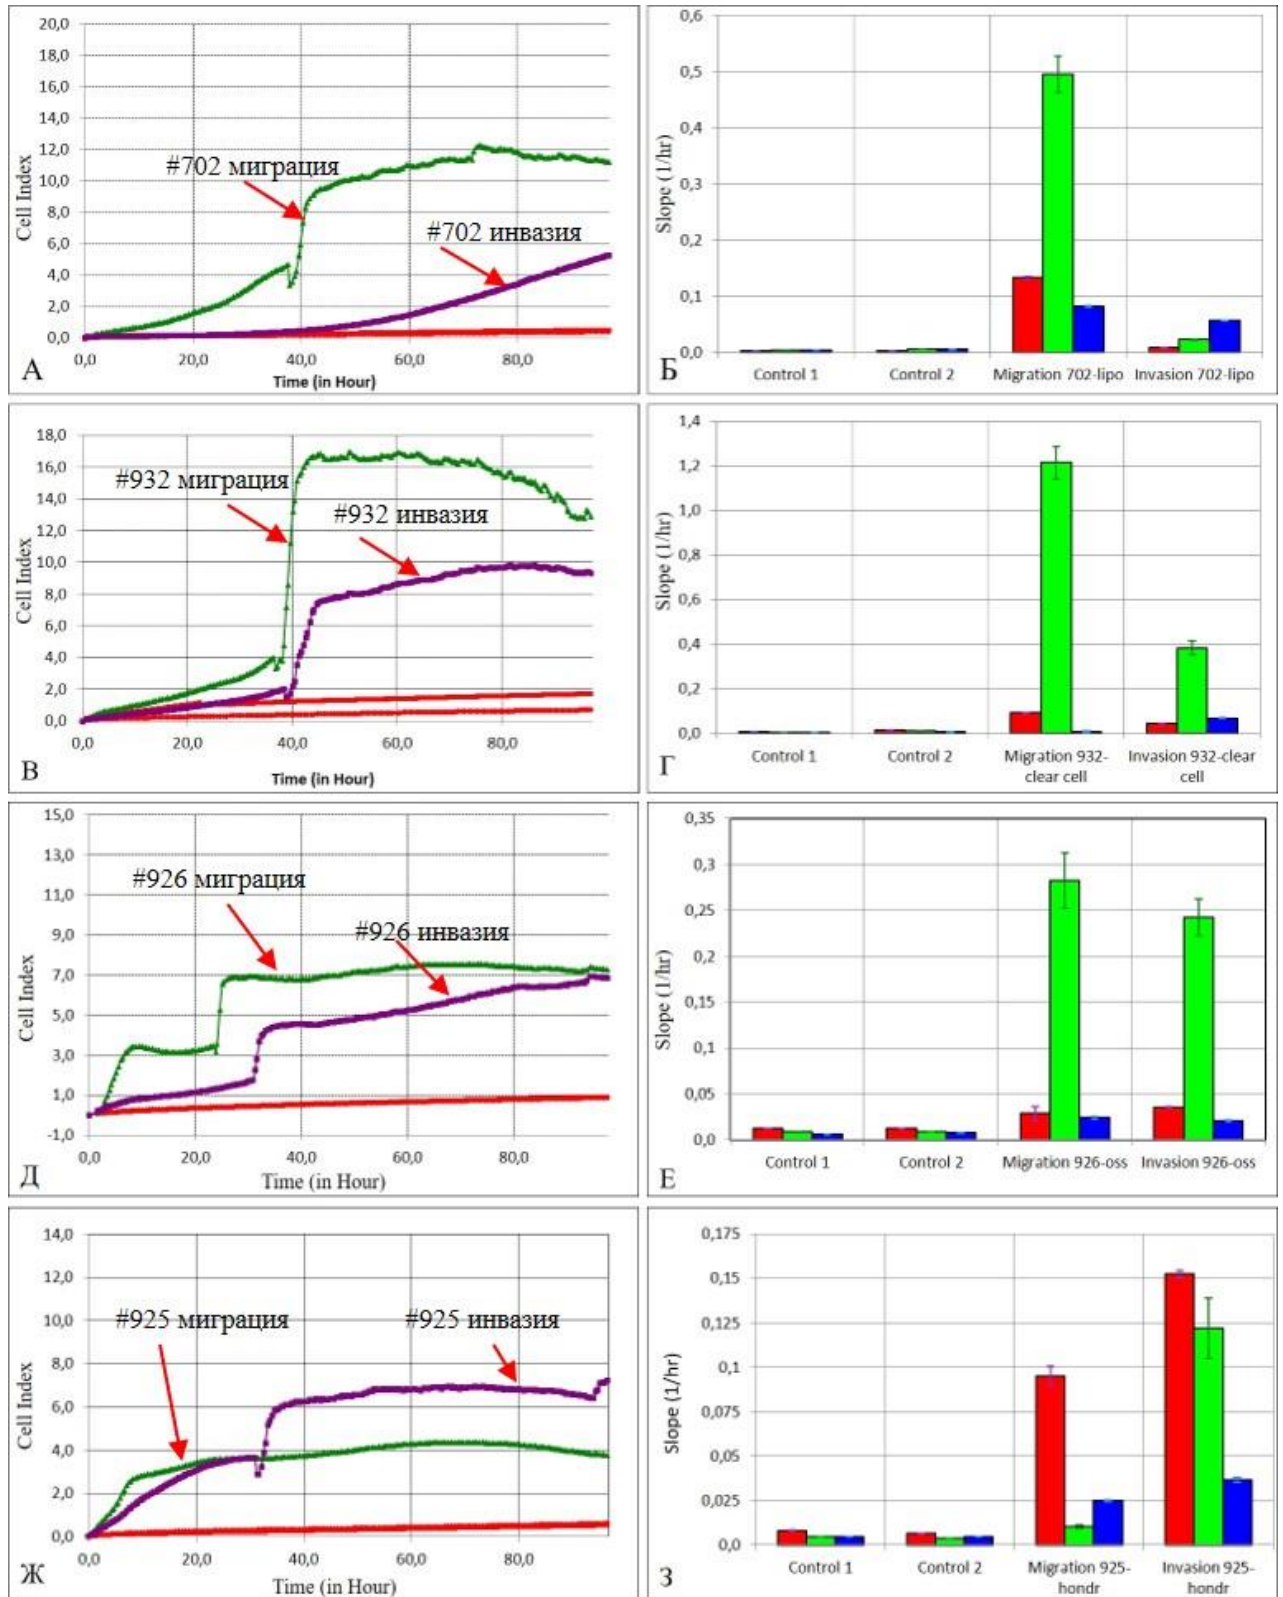 20,0
18,0
16,0
14,0
12,0
10,0
8,0
6,0
4,0
2,0
0,0
Cell Index
#702 миграция
#702 инвазия
0,0 20,0 40,0 60,0 80,0
Time (in Hour)
А
0,6
0,5
0,4
0,3
0,2
0,1
0,0
Slope (1/hr)
Control 1 Control 2 Migration 702-lipo Invasion 702-lipo
Б
18,0
16,0
14,0
12,0
10,0
8,0
6,0
4,0
2,0
0,0
Cell Index
#932 миграция
#932 инвазия
0,0 20,0 40,0 60,0 80,0
Time (in Hour)
В
1,4
1,2
1,0
0,8
0,6
0,4
0,2
0,0
Slope (1/hr)
Control 1 Control 2 Migration 932- Invasion 932-clear
clear cell cell
Г
15,0
13,0
11,0
9,0
7,0
5,0
3,0
1,0
-1,0
Cell Index
#926 миграция
#926 инвазия
0,0 20,0 40,0 60,0 80,0
Time (in Hour)
Д
0,35
0,3
0,25
0,2
0,15
0,1
0,05
0,0
Slope (1/hr)
Control 1 Control 2 Migration 926-oss Invasion 926-oss
Е
14,0
12,0
10,0
8,0
6,0
4,0
2,0
0,0
Cell Index
#925 миграция
#925 инвазия
0,0 20,0 40,0 60,0 80,0
Time (in Hour)
Ж
0,175
0,15
0,125
0,1
0,075
0,05
0,025
0,0
Slope (1/hr)
Control 1 Control 2 Migration 925- Invasion 925-
hondr hondr
З